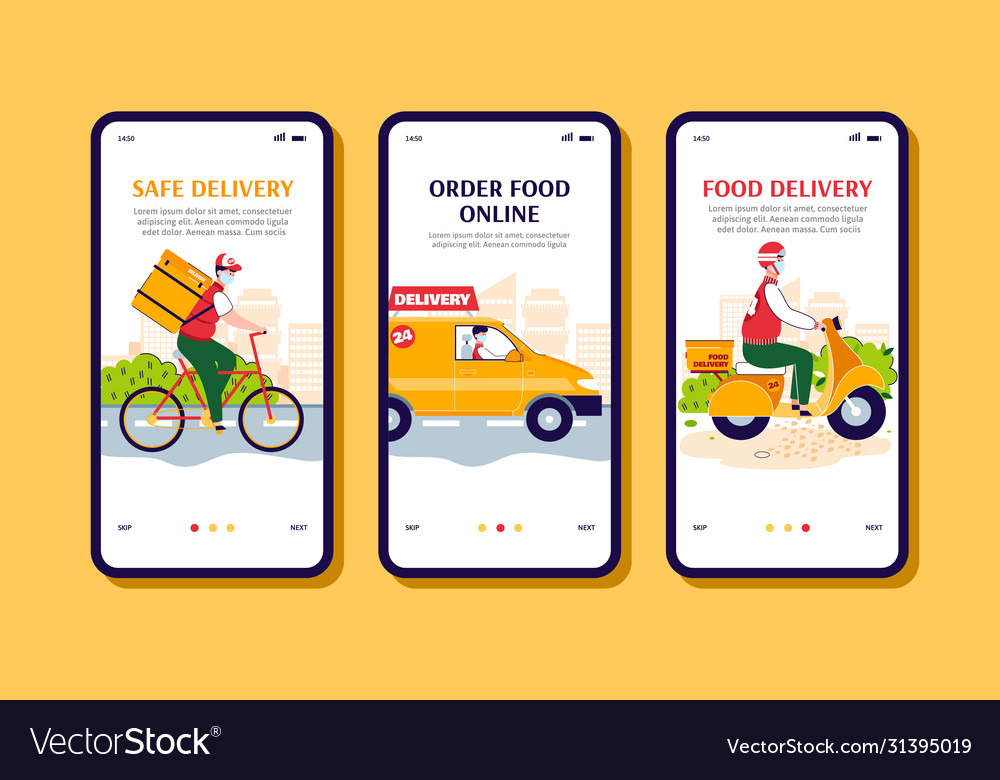 14:50
SAFE DELIVERY
Lorem ipsum dolor sit amet, consectetuer
adipiscing elit. Aenean commodo ligula
edet dolor. Aenean massa. Cum sociis
24
DELIVERY
SKIP
NEXT
14:50
ORDER FOOD
ONLINE
Lorem ipsum dolor sit amet, consectetuer
adipiscing elit. Aenean commodo ligula
DELIVERY
24
SKIP
NEXT
14:50
FOOD DELIVERY
Lorem ipsum dolor sit amet, consectetuer
adipiscing elit. Aenean commodo ligula
edet dolor. Aenean massa. Cum sociis
FOOD
DELIVERY
24
SKIP
NEXT
VectorStock®
VectorStock.com/31395019